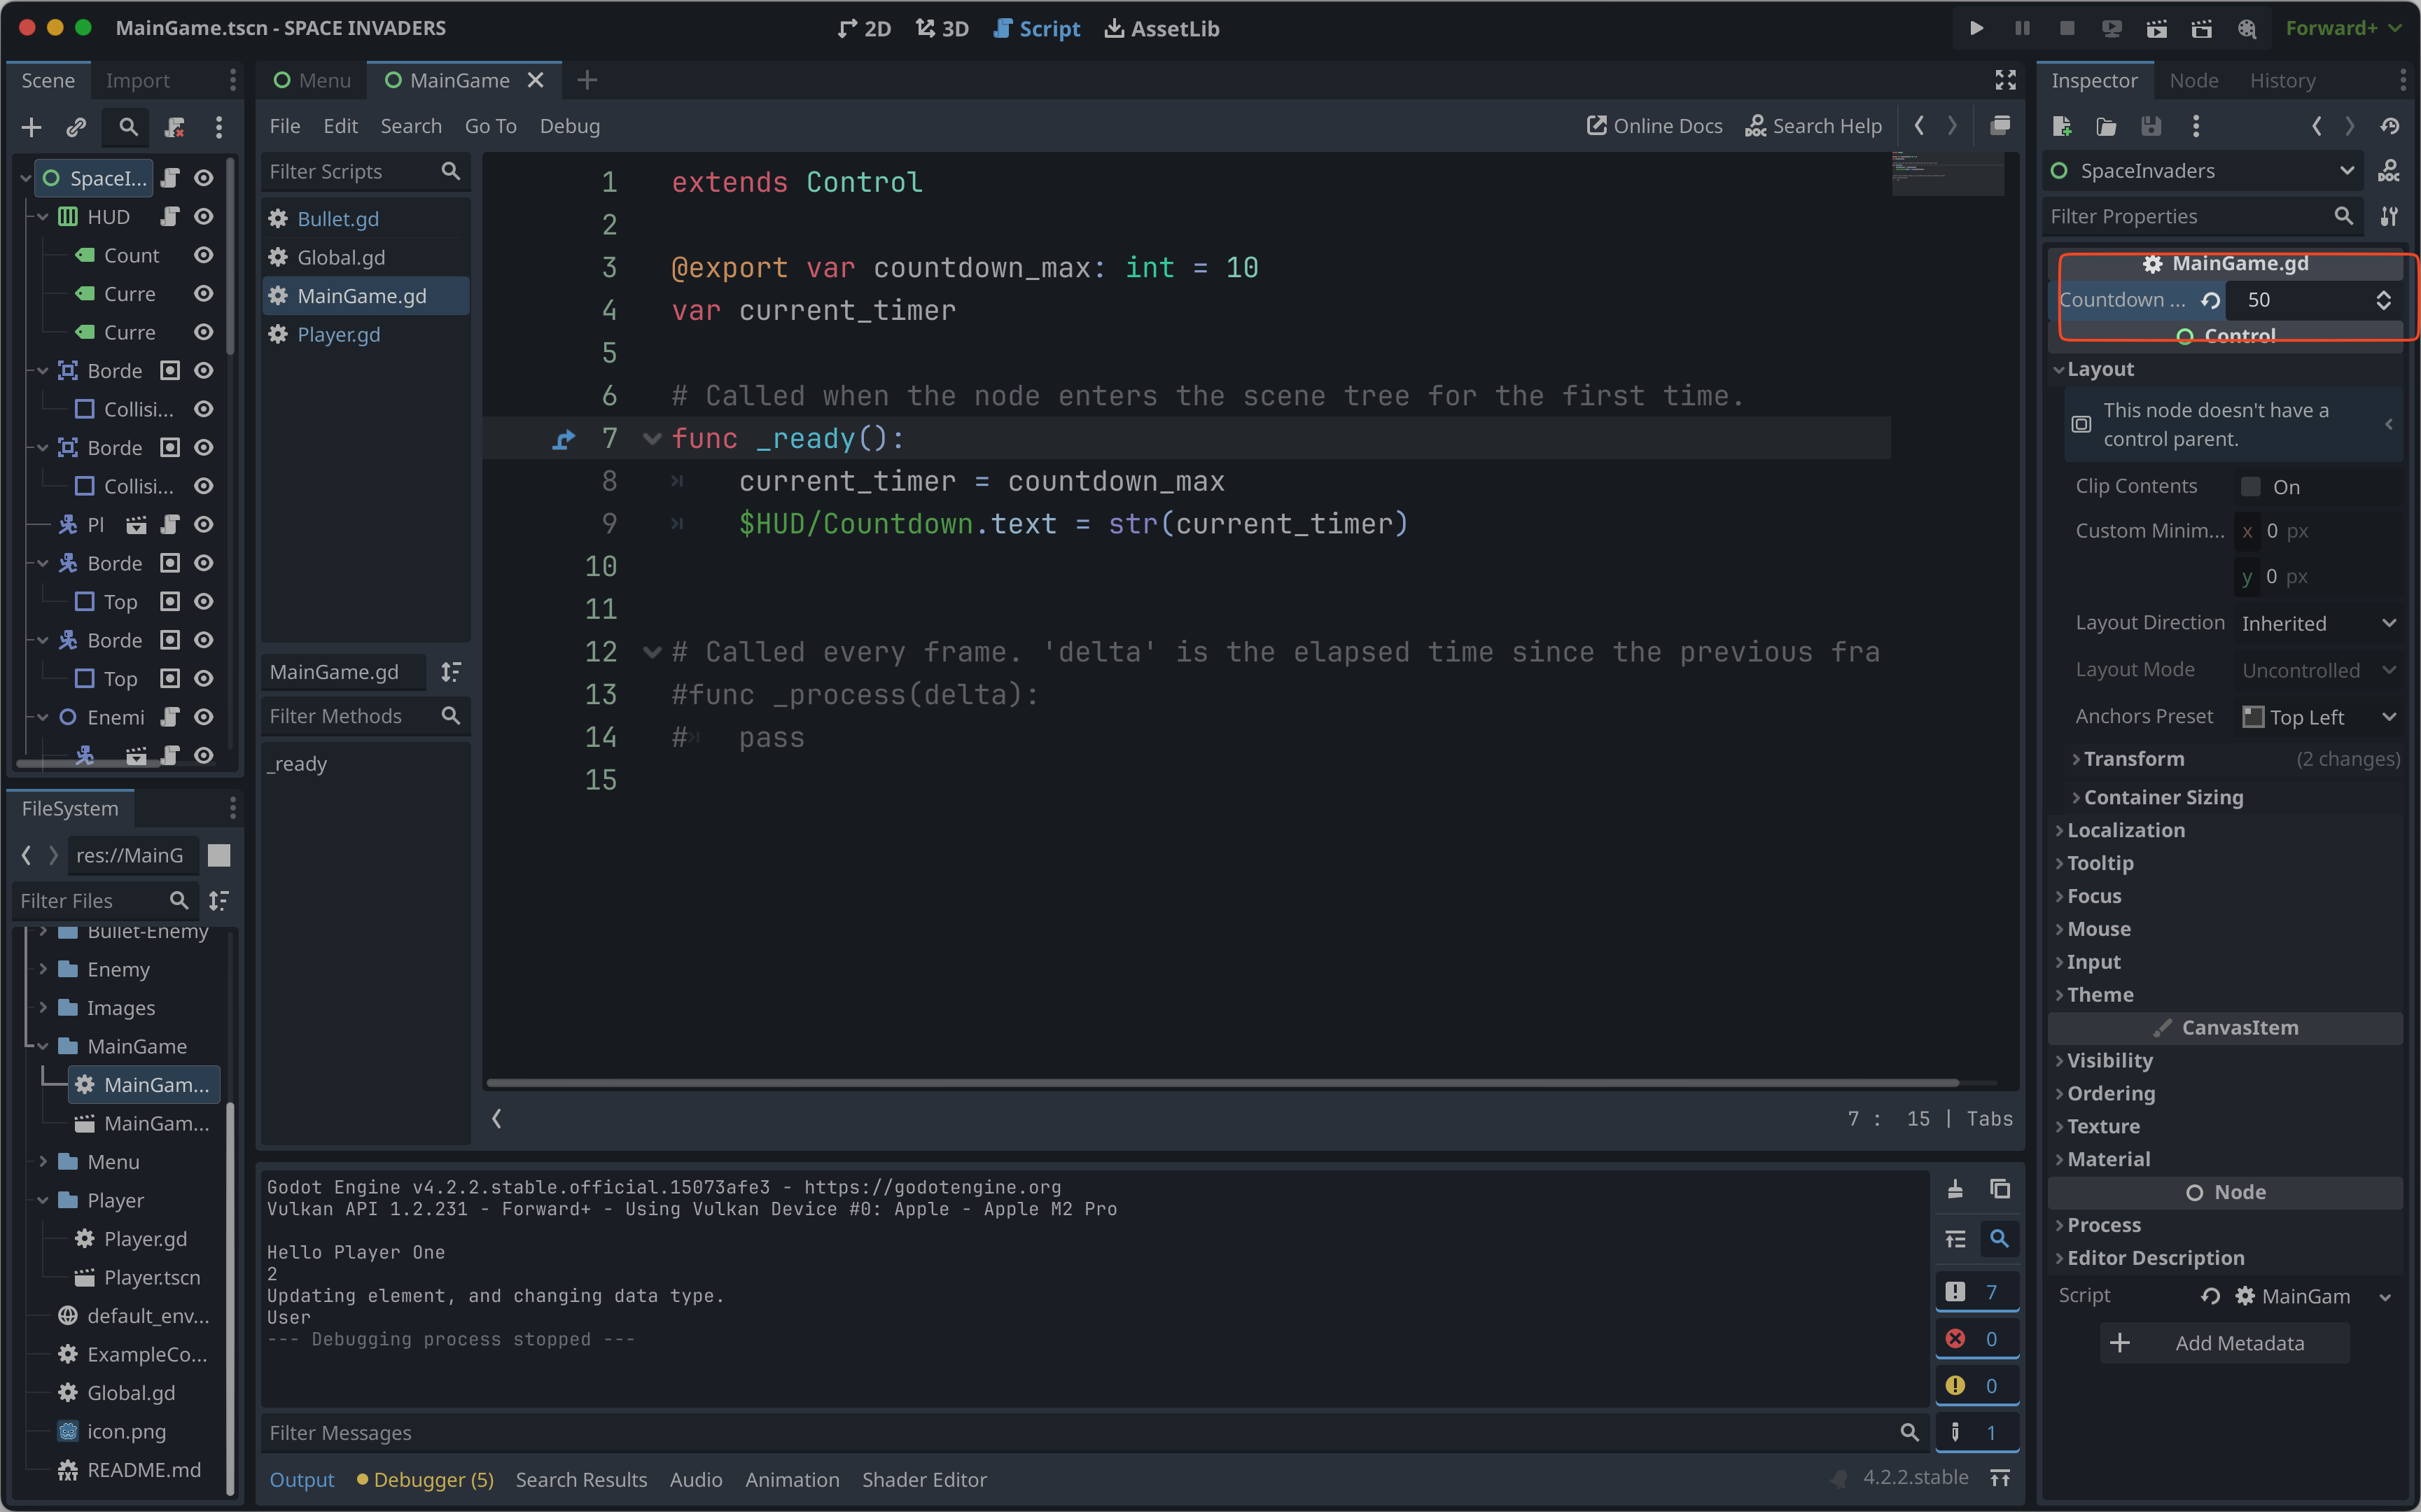 MainGame.tscn - SPACE INVADERS
2D 3D Script AssetLib
Forward+
Scene Import
SpaceI...
HUD
Count
Curre
Curre
Borde
Collisi...
Borde
Collisi...
Pl
Borde
Top
Borde
Top
Enemi
FileSystem
res://MainG
Filter Files
Bullet-Enemy
Enemy
Images
MainGame
MainGam...
MainGam...
Menu
Player
Player.gd
Player.tscn
default_env...
ExampleCo...
Global.gd
icon.png
README.md
Menu MainGame
File Edit Search Go To Debug
Online Docs Search Help
Filter Scripts
Bullet.gd
Global.gd
MainGame.gd
Player.gd
MainGame.gd
Filter Methods
_ready
1 extends Control
2
3 @export var countdown_max: int = 10
4 var current_timer
5
6 # Called when the node enters the scene tree for the first time.
7 func _ready():
8 current_timer = countdown_max
9 $HUD/Countdown.text = str(current_timer)
10
11
12 # Called every frame. 'delta' is the elapsed time since the previous fra
13 #func _process(delta):
14 # pass
15
7 : 15 | Tabs
Godot Engine v4.2.2.stable.official.15073afe3 - https://godotengine.org
Vulkan API 1.2.231 - Forward+ - Using Vulkan Device #0: Apple - Apple M2 Pro
Hello Player One
2
Updating element, and changing data type.
User
--- Debugging process stopped ---
7
0
0
1
Filter Messages
Output Debugger (5) Search Results Audio Animation Shader Editor
4.2.2.stable
Inspector Node History
SpaceInvaders
DOC
Filter Properties
MainGame.gd
Countdown ... 50
Control
Layout
This node doesn't have a
control parent.
Clip Contents On
Custom Minim... x 0 px
y 0 px
Layout Direction Inherited
Layout Mode Uncontrolled
Anchors Preset Top Left
Transform (2 changes)
Container Sizing
Localization
Tooltip
Focus
Mouse
Input
Theme
CanvasItem
Visibility
Ordering
Texture
Material
Node
Process
Editor Description
Script MainGam
Add Metadata